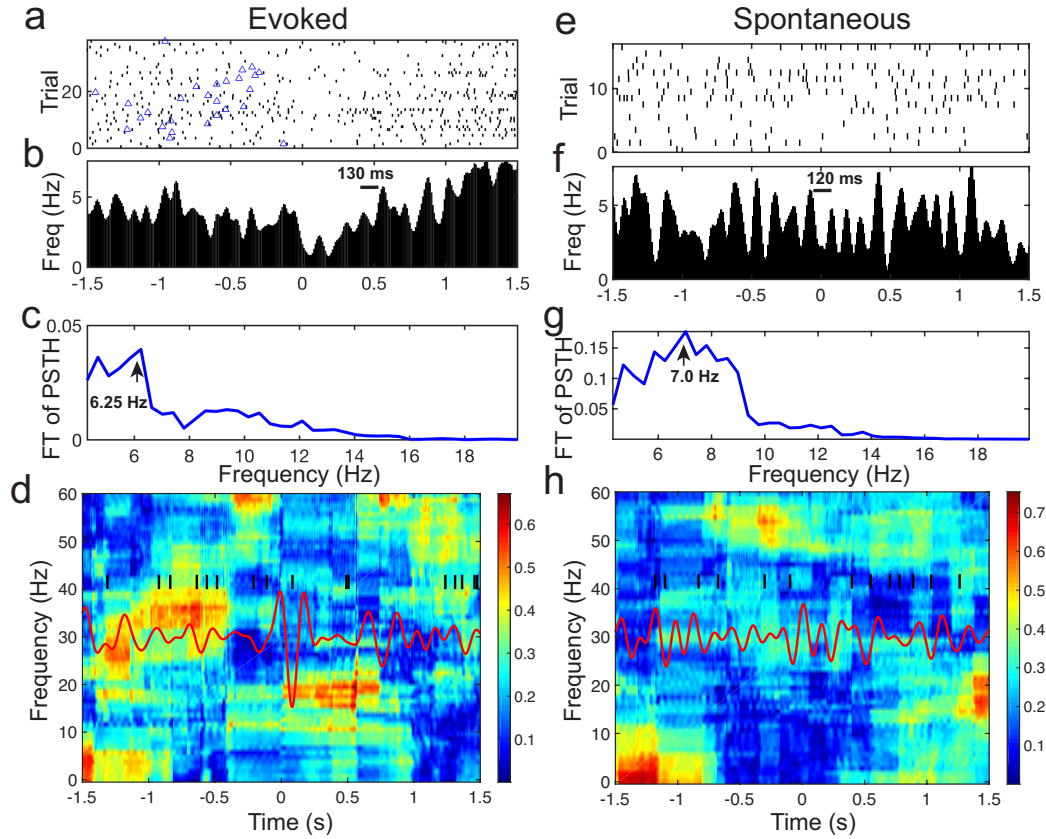 Evoked
Spontaneous
a
Trial
20
0
b
Freq (Hz)
5
0
130 ms
-1.5 -1 -0.5 0 0.5 1 1.5
c
FT of PSTH
0.05
0
6.25 Hz
6 8 10 12 14 16 18
Frequency (Hz)
d
Frequency (Hz)
60
50
40
30
20
10
0
-1.5 -1 -0.5 0 0.5 1 1.5
Time (s)
0.6
0.5
0.4
0.3
0.2
0.1
e
Trial
10
0
f
Freq (Hz)
5
0
120 ms
-1.5 -1 -0.5 0 0.5 1 1.5
g
FT of PSTH
0.15
0.10
0.05
7.0 Hz
6 8 10 12 14 16 18
Frequency (Hz)
h
Frequency (Hz)
60
50
40
30
20
10
0
-1.5 -1 -0.5 0 0.5 1 1.5
Time (s)
0.7
0.6
0.5
0.4
0.3
0.2
0.1